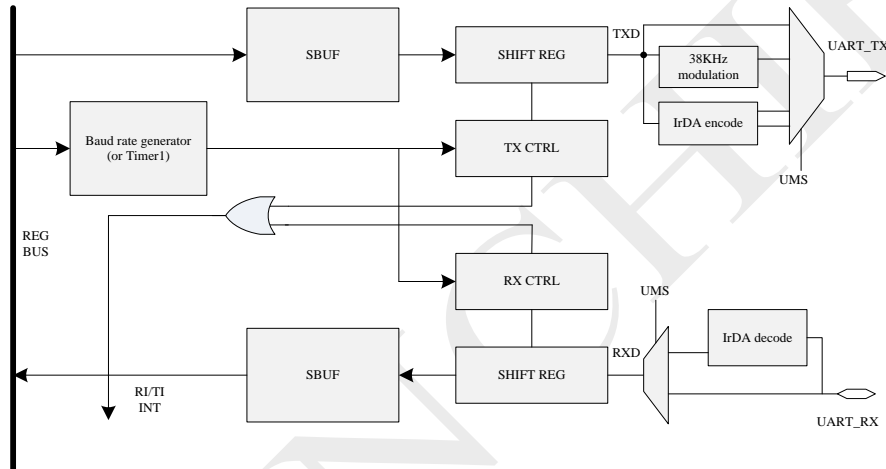 SBUF
SHIFT REG
TXD
38KHz
modulation
UART_TX
IrDA encode
Baud rate generator
(or Timer1)
TX CTRL
UMS
REG
BUS
RX CTRL
UMS
IrDA decode
SBUF
SHIFT REG
RXD
RI/TI
INT
UART_RX